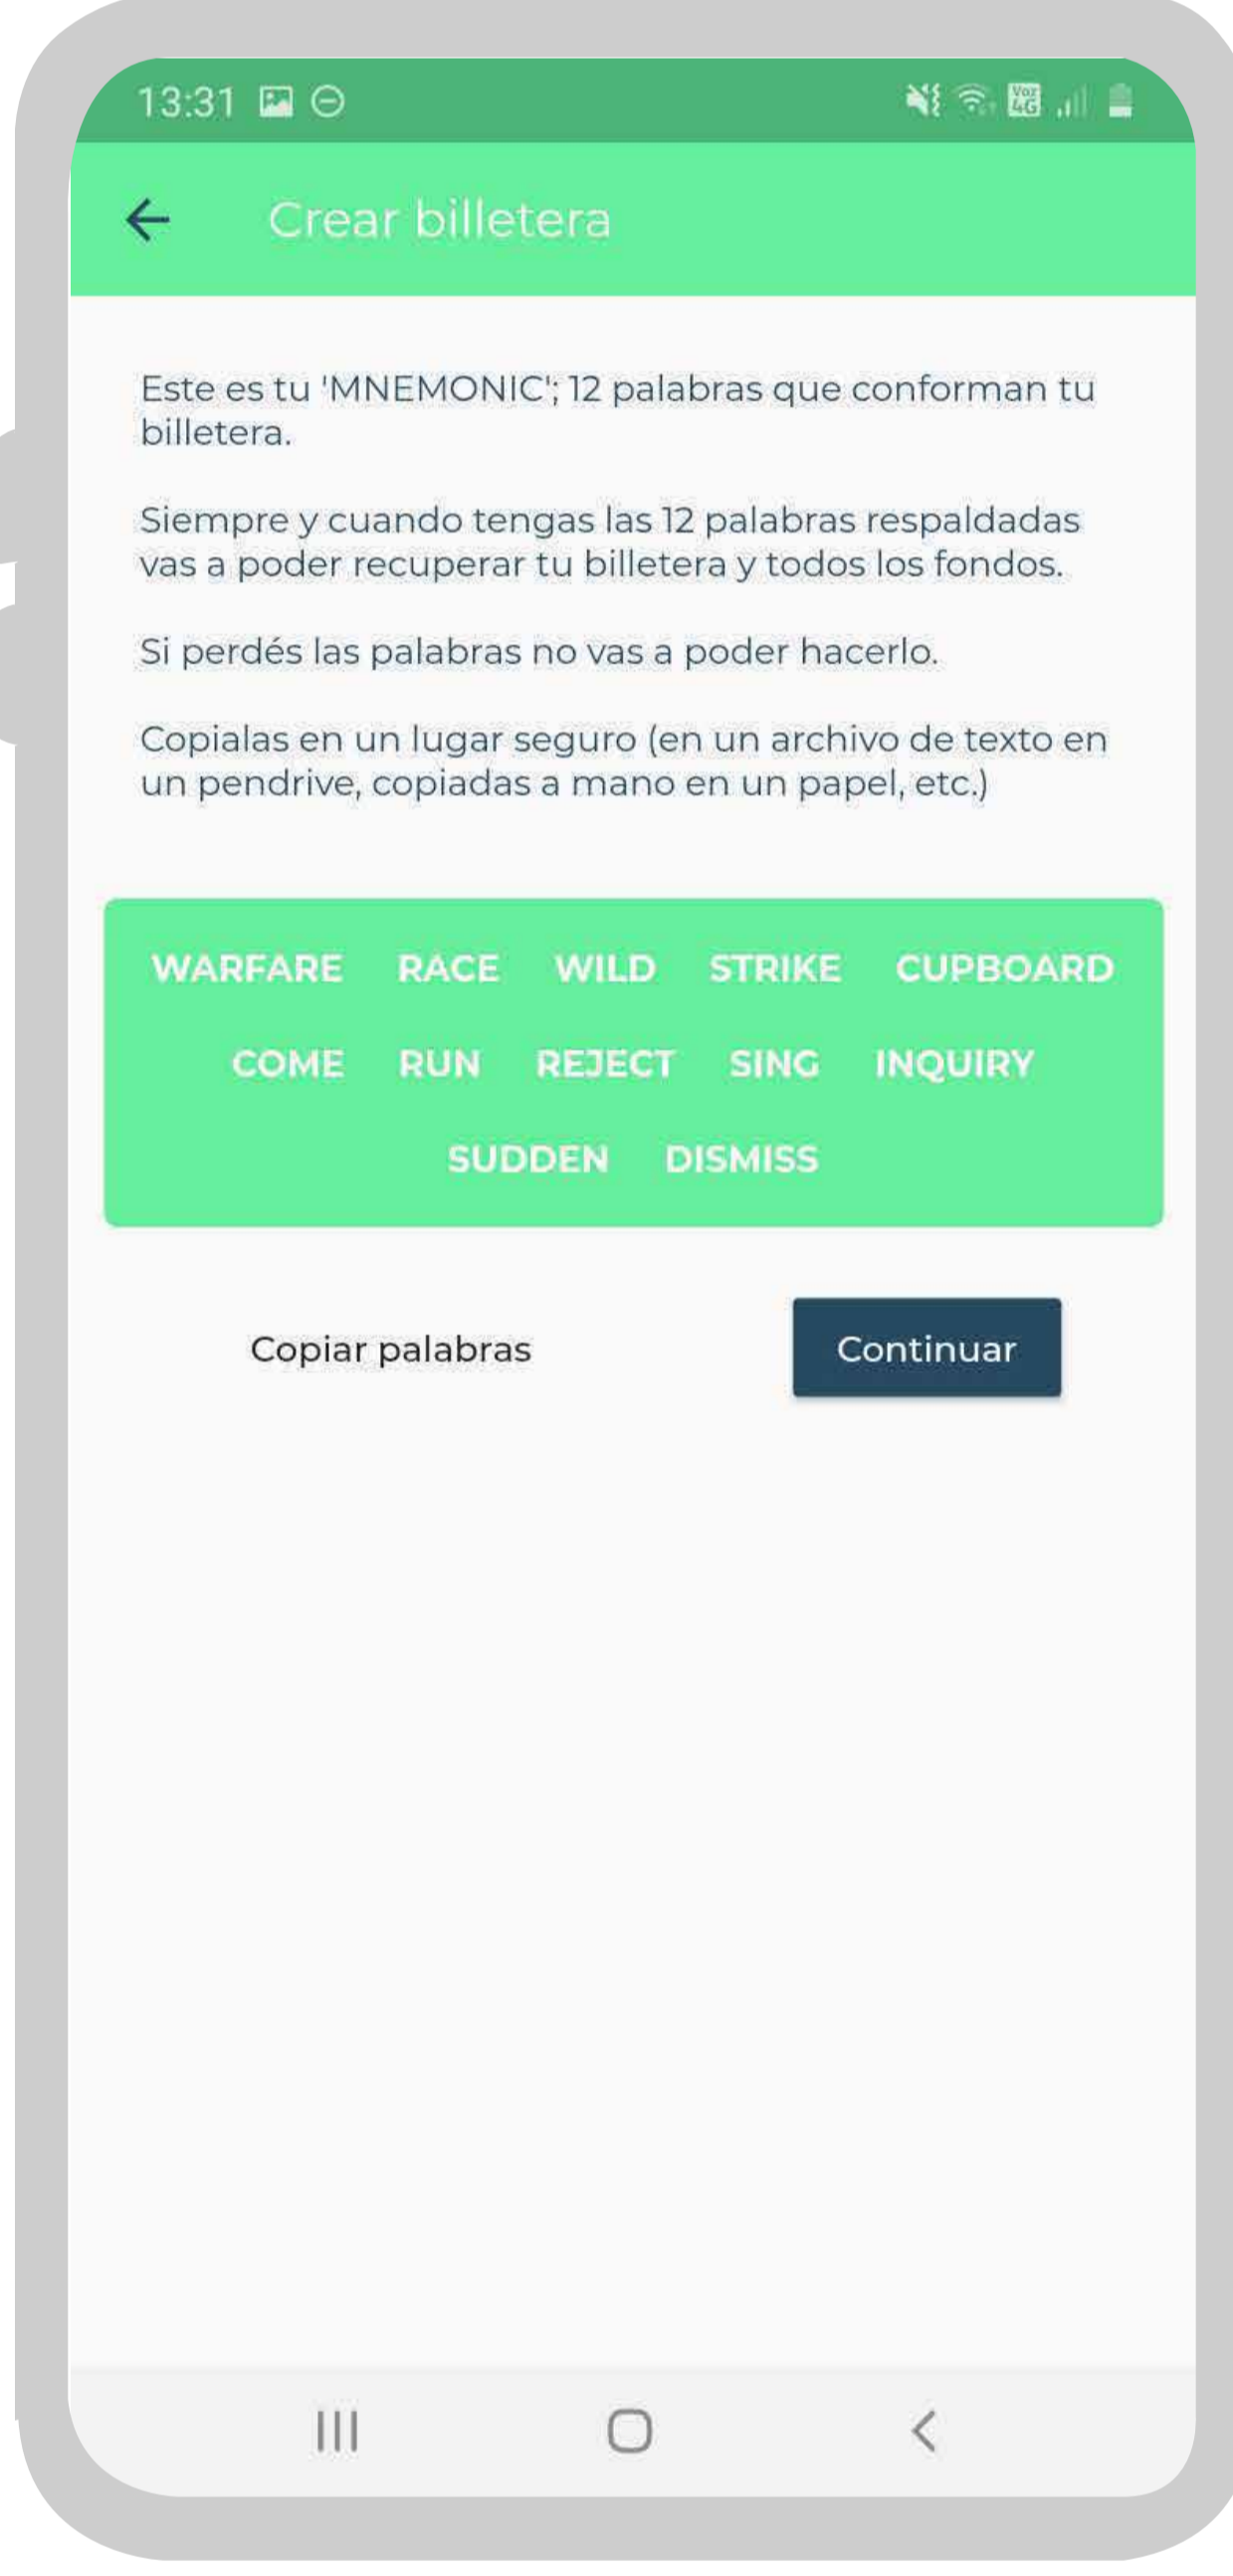 13:31
Voz
4G
Crear billetera
Este es tu 'MNEMONIC'; 12 palabras que conforman tu
billetera.
Siempre y cuando tengas las 12 palabras respaldadas
vas a poder recuperar tu billetera y todos los fondos.
Si perdés las palabras no vas a poder hacerlo.
Copialas en un lugar seguro (en un archivo de texto en
un pendrive, copiadas a mano en un papel, etc.)
WARFARE RACE WILD STRIKE CUPBOARD
COME RUN REJECT SING INQUIRY
SUDDEN DISMISS
Copiar palabras Continuar